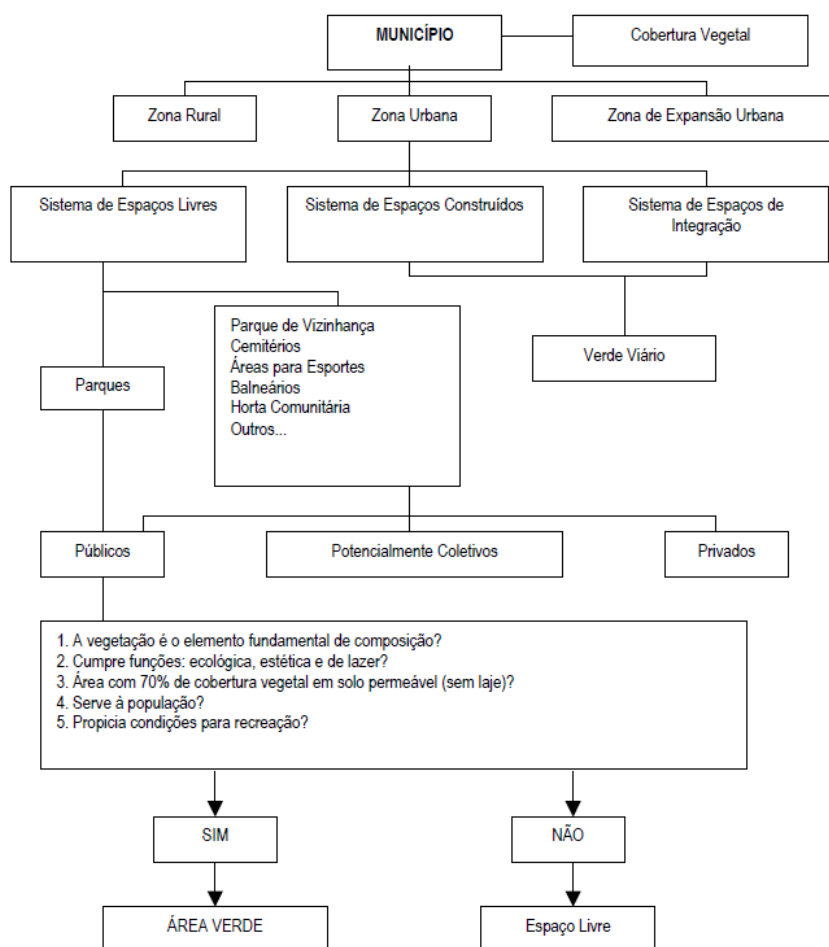 MUNICÍPIO
Cobertura Vegetal
Zona Rural
Zona Urbana
Zona de Expansão Urbana
Sistema de Espaços Livres
Sistema de Espaços Construídos
Sistema de Espaços de
Integração
Parque de Vizinhança
Cemitérios
Áreas para Esportes
Balneários
Horta Comunitária
Outros...
Verde Viário
Parques
Públicos
Potencialmente Coletivos
Privados
1. A vegetação é o elemento fundamental de composição?
2. Cumpre funções: ecológica, estética e de lazer?
3. Área com 70% de cobertura vegetal em solo permeável (sem laje)?
4. Serve à população?
5. Propicia condições para recreação?
SIM
NÃO
ÁREA VERDE
Espaço Livre